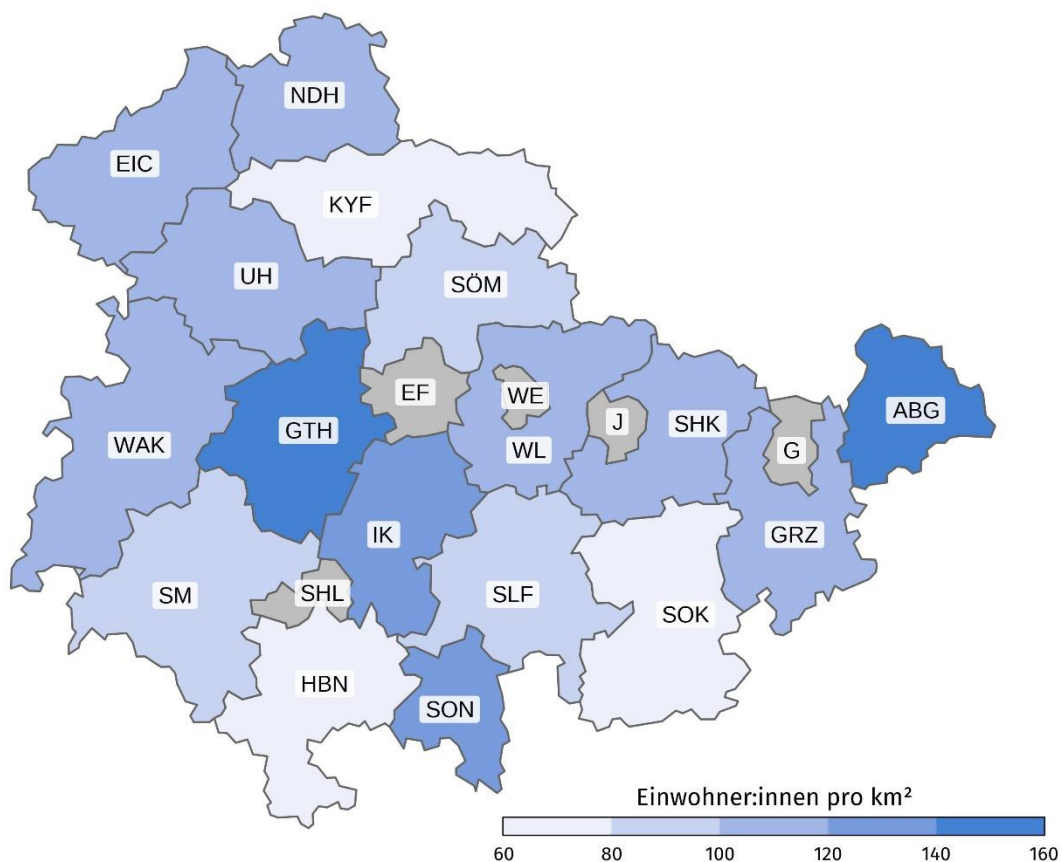 NDH
EIC
KYF
UH
SÖM
EF
WE
ABG
GTH
J
SHK
WAK
WL
G
IK
GRZ
SM
SHL
SLF
SOK
HBN
SON
Einwohner:innen pro km²
60 80 100 120 140 160